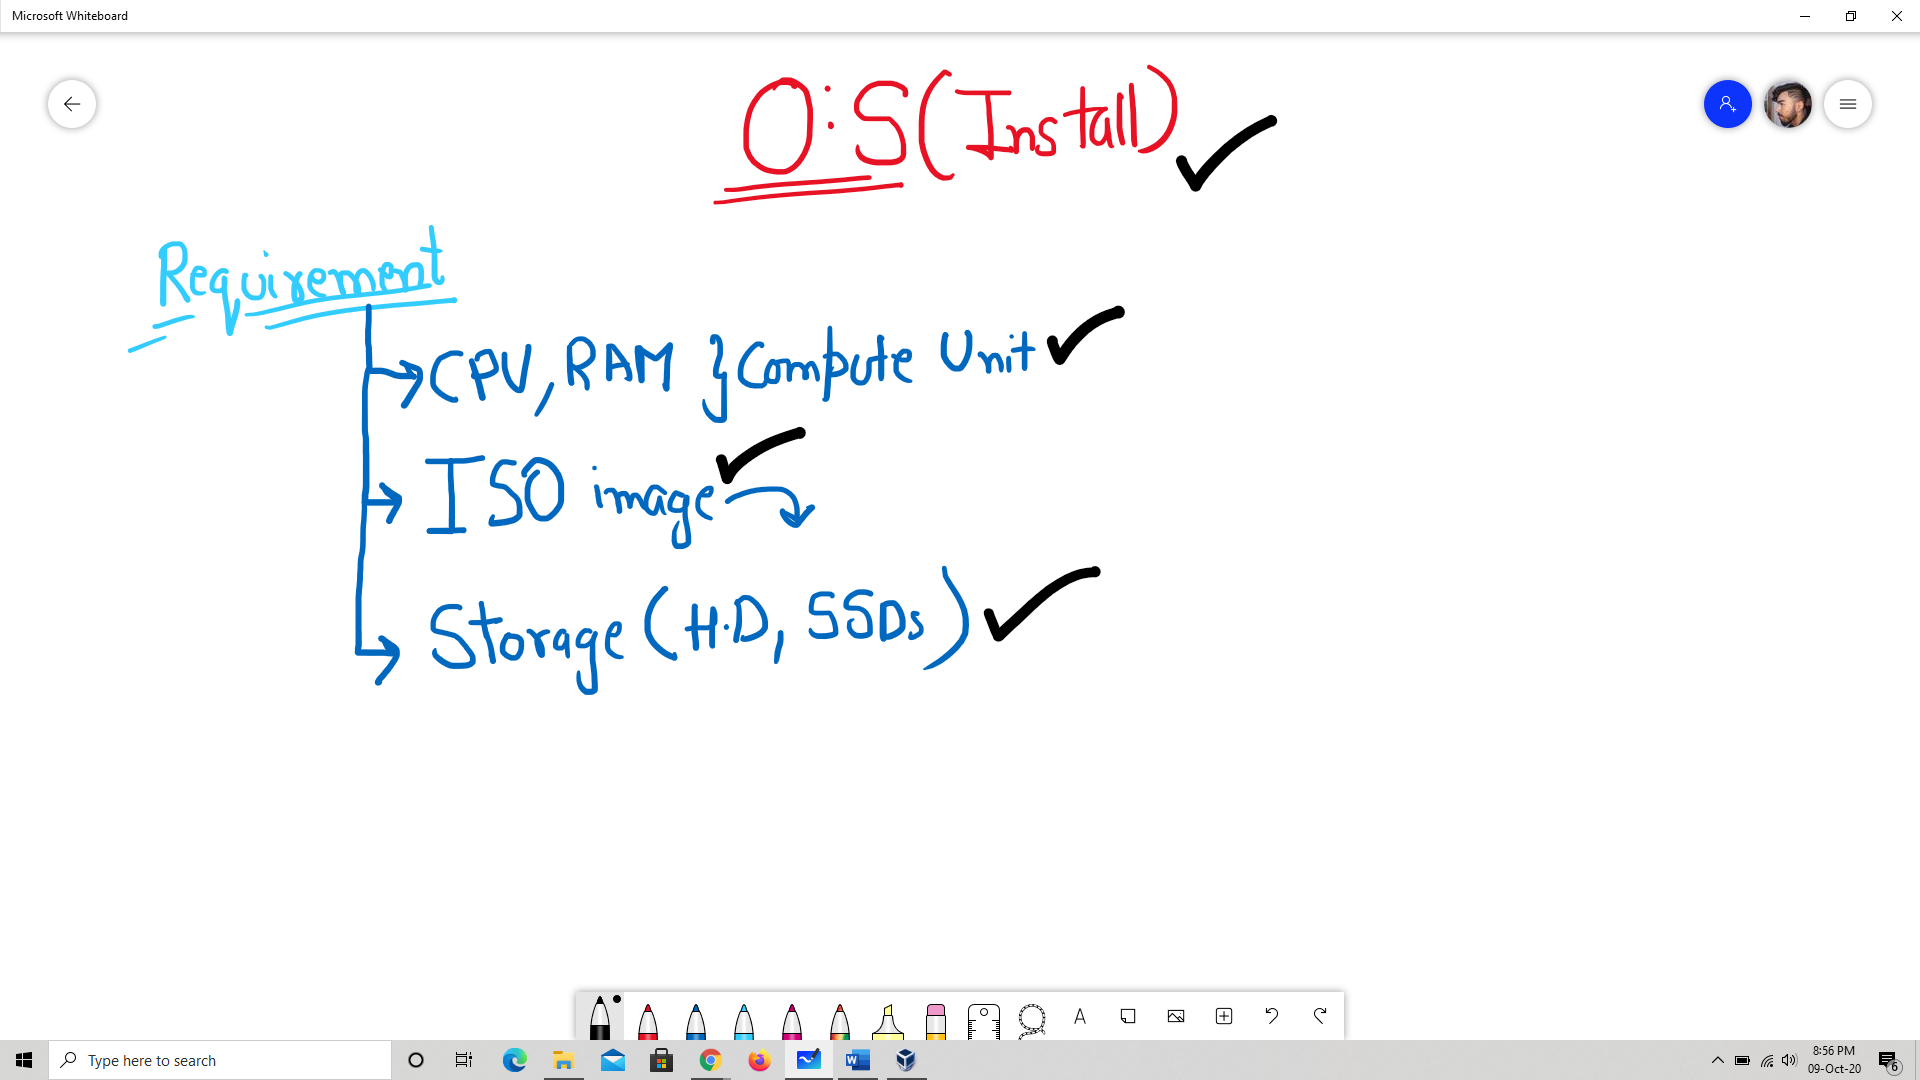 Microsoft Whiteboard
O:S (Install)
Requirement
CPU, RAM } Compute Unit
ISO image
Storage (H.D, SSDs)
A
Type here to search
W
8:56 PM
09-Oct-20
6